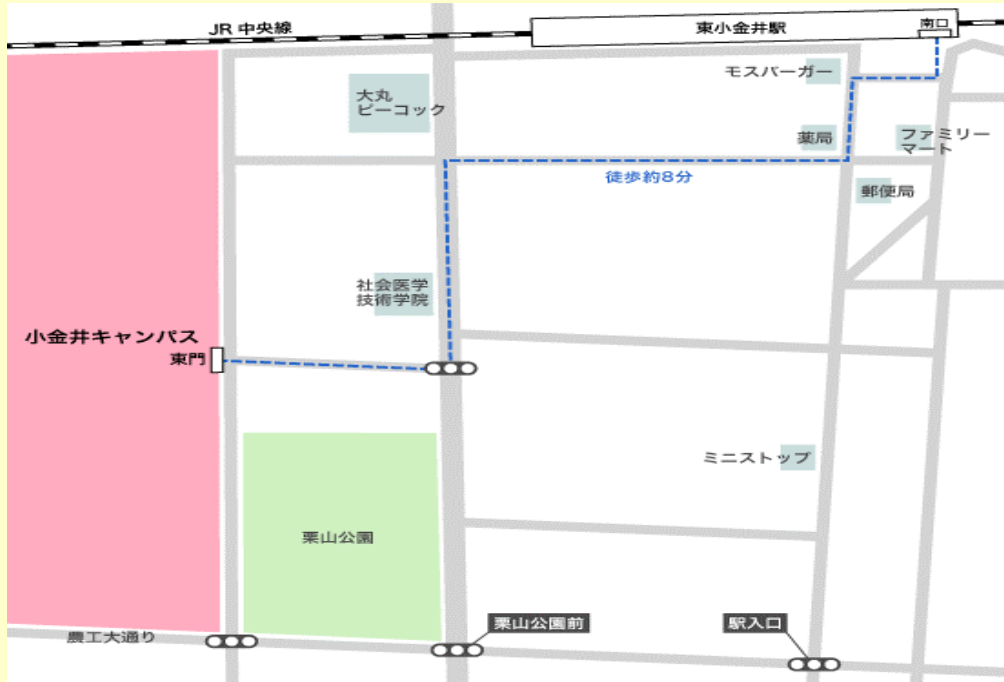 JR 中央線
東小金井駅
南口
モスバーガー
大丸
ピーコック
薬局
ファミリー
マート
徒歩約8分
郵便局
社会医学
技術学院
小金井キャンパス
東門
ミニストップ
栗山公園
農工大通り
栗山公園前
駅入口